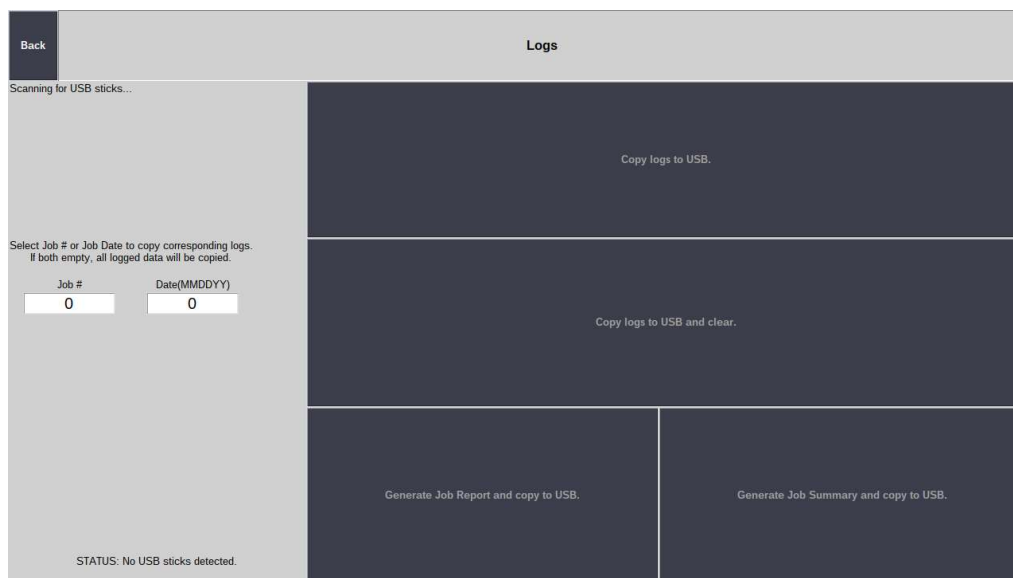 Back
Logs
Scanning for USB sticks...
Copy logs to USB.
Select Job # or Job Date to copy corresponding logs.
If both empty, all logged data will be copied.
Job #
Date(MMDDYY)
0
0
Copy logs to USB and clear.
Generate Job Report and copy to USB.
Generate Job Summary and copy to USB.
STATUS: No USB sticks detected.